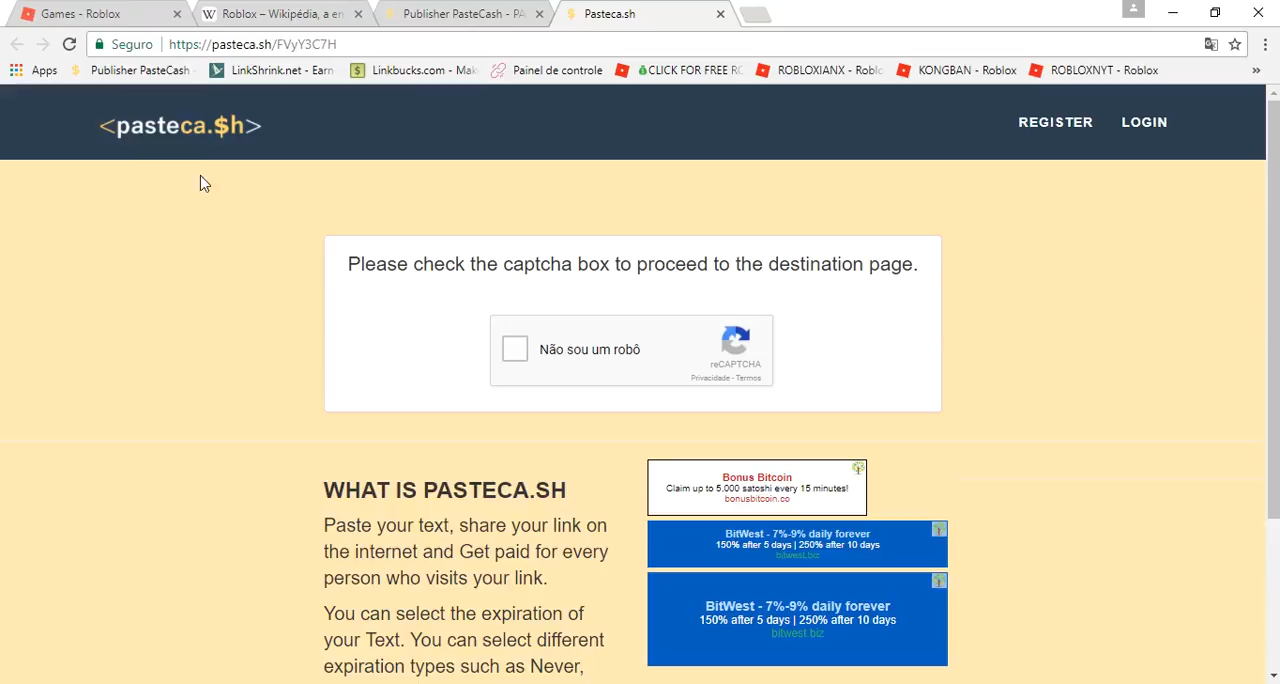 Games - Roblox
Roblox – Wikipédia, a en
Publisher PasteCash - PA
Pasteca.sh
Seguro
https://pasteca.sh/FVyY3C7H
Apps
Publisher PasteCash
LinkShrink.net - Earn
Linkbucks.com - Mak
Painel de controle
CLICK FOR FREE RO
ROBLOXIANX - Roblo
KONGBAN - Roblox
ROBLOXNYT - Roblox
»
<pasteca.$h>
REGISTER
LOGIN
Please check the captcha box to proceed to the destination page.
Não sou um robô
reCAPTCHA
Privacidade - Termos
WHAT IS PASTECA.SH
Paste your text, share your link on
the internet and Get paid for every
person who visits your link.
You can select the expiration of
your Text. You can select different
expiration types such as Never,
Bonus Bitcoin
Claim up to 5,000 satoshi every 15 minutes!
bonusbitcoin.co
BitWest - 7%-9% daily forever
150% after 5 days | 250% after 10 days
bitwest.biz
BitWest - 7%-9% daily forever
150% after 5 days | 250% after 10 days
bitwest.biz